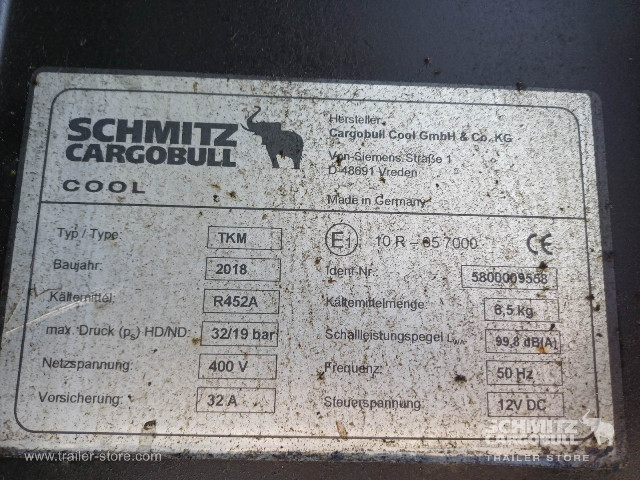 SCHMITZ
CARGOBULL
COOL
Hersteller
Cargobull Cool GmbH & Co. KG
Von-Siemens Straße 1
D-48691 Vreden
Made in Germany
Typ / Type: TKM
E1 10 R - 05 7000 CE
Baujahr: 2018
Ident-Nr. 5800009558
Kältemittel: R452A
Kältemittelmenge: 6,5 kg
max. Druck (ps) HD/ND: 32/19 bar
Schallleistungspegel LWA: 99,8 dB(A)
Netzspannung: 400 V
Frequenz: 50 Hz
Vorsicherung: 32 A
Steuerspannung: 12V DC
www.trailer-store.com
SCHMITZ
CARGOBULL
TRAILER STORE